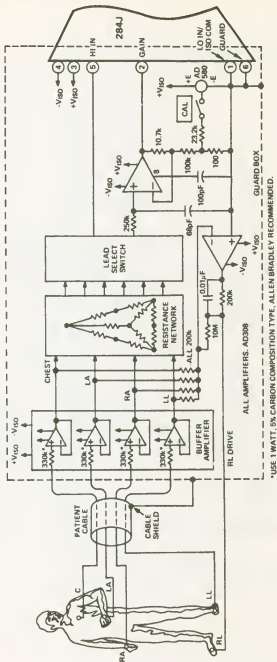 284J
HI IN
GAIN
LO IN/
ISO COM
GUARD
4
3
5
2
1
6
-VISO
+VISO
+VISO
+E
AD
580
-E
CAL
10.7k
23.2k
100k
100
+VISO
-VISO
8
250k
100pF
68pF
GUARD BOX
LEAD
SELECT
SWITCH
RESISTANCE
NETWORK
CHEST
LA
RA
LL
ALL 200k
0.01µF
10M
200k
+VISO
-VISO
-VISO
+VISO
330k*
330k*
330k*
330k*
BUFFER
AMPLIFIER
RL DRIVE
PATIENT
CABLE
CABLE
SHIELD
C
LA
RA
LL
RL
ALL AMPLIFIERS: AD208
*USE 1 WATT, 5% CARBON COMPOSITION TYPE, ALLEN BRADLEY RECOMMENDED.